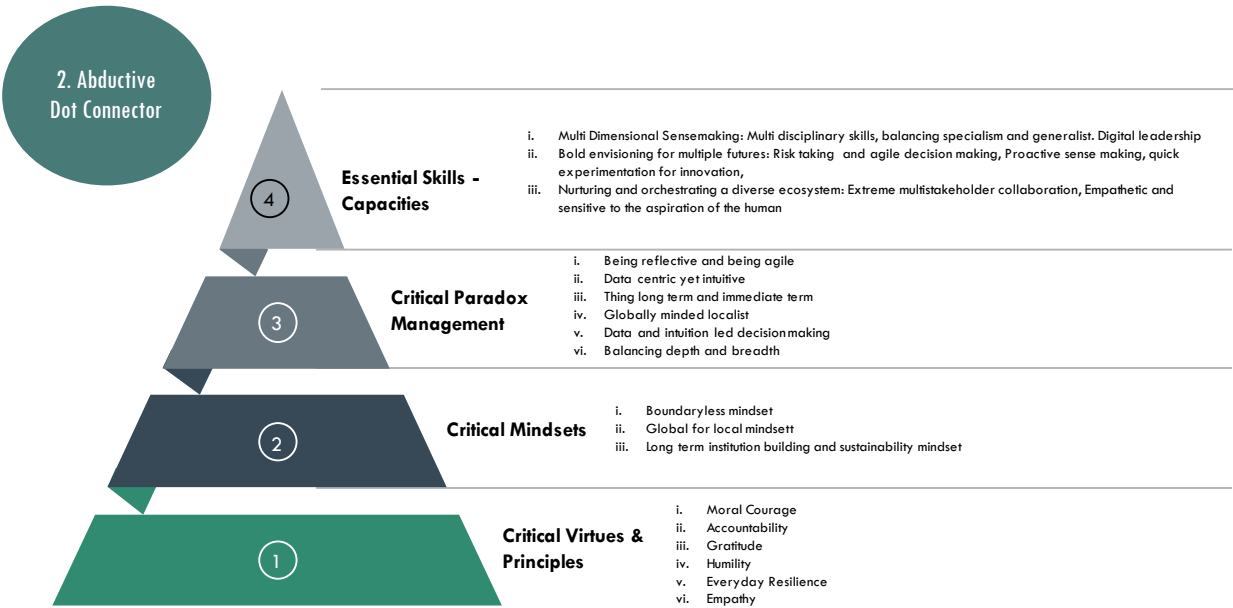 2. Abductive
Dot Connector
4
Essential Skills -
Capacities
i. Multi Dimensional Sensemaking: Multi disciplinary skills, balancing specialism and generalist. Digital leadership
ii. Bold envisioning for multiple futures: Risk taking and agile decision making, Proactive sense making, quick
experimentation for innovation,
iii. Nurturing and orchestrating a diverse ecosystem: Extreme multistakeholder collaboration, Empathetic and
sensitive to the aspiration of the human
3
Critical Paradox
Management
i. Being reflective and being agile
ii. Data centric yet intuitive
iii. Thing long term and immediate term
iv. Globally minded localist
v. Data and intuition led decision making
vi. Balancing depth and breadth
2
Critical Mindsets
i. Boundaryless mindset
ii. Global for local mindsett
iii. Long term institution building and sustainability mindset
1
Critical Virtues &
Principles
i. Moral Courage
ii. Accountability
iii. Gratitude
iv. Humility
v. Everyday Resilience
vi. Empathy